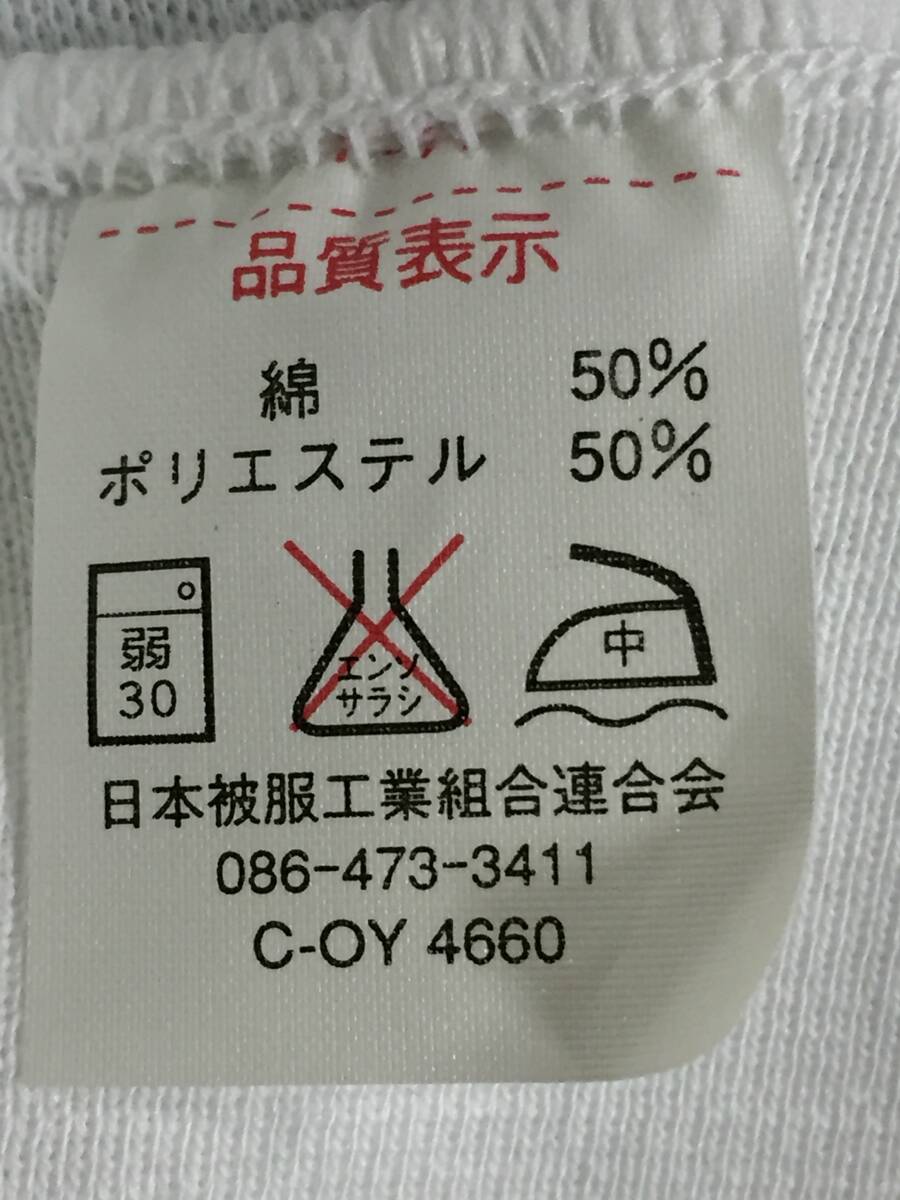 品質表示
綿 50%
ポリエステル 50%
弱
30
エンソ
サラシ
中
日本被服工業組合連合会
086-473-3411
C-OY 4660